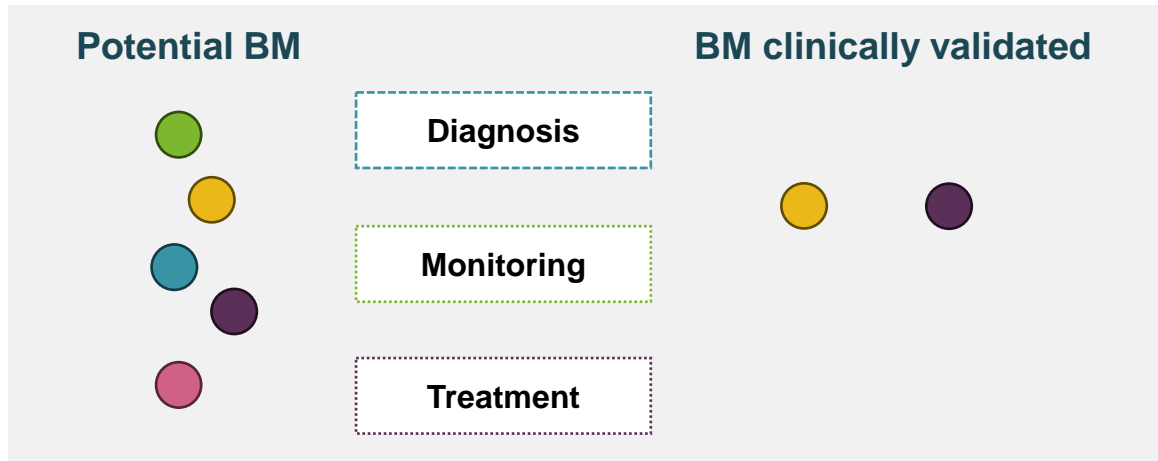 Potential BM
BM clinically validated
Diagnosis
Monitoring
Treatment